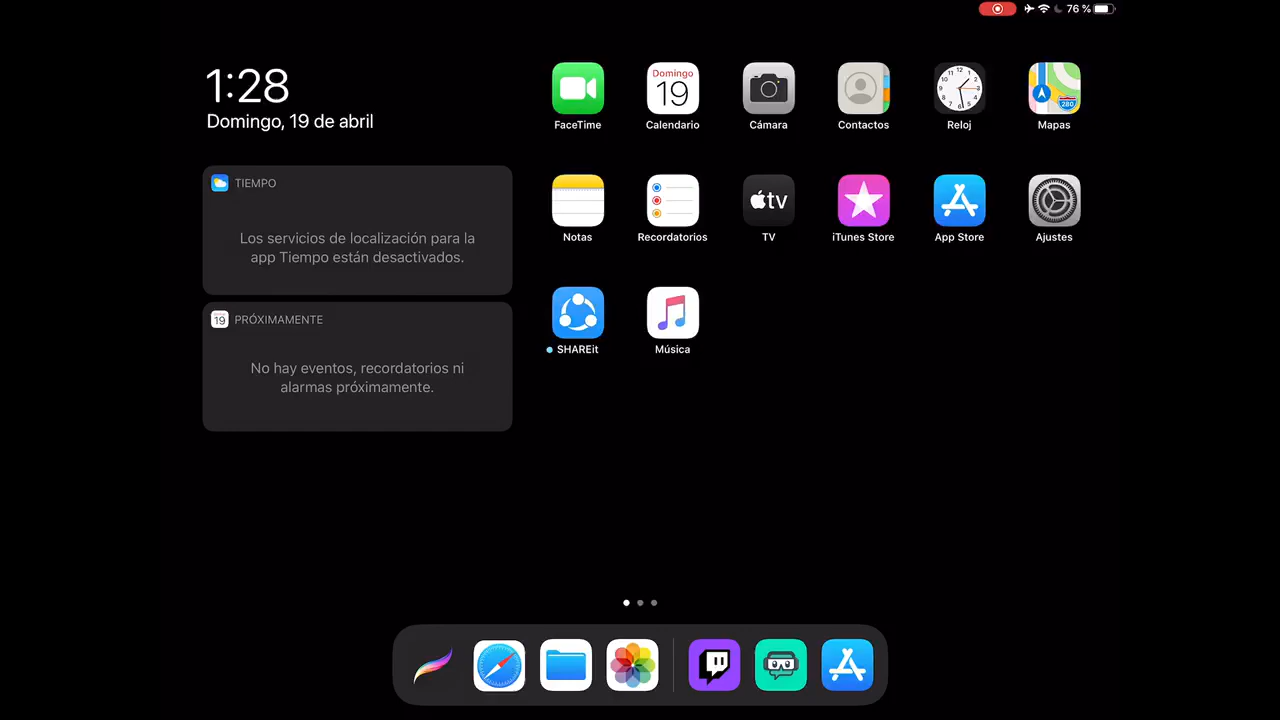 76 %
1:28
Domingo, 19 de abril
TIEMPO
Los servicios de localización para la
app Tiempo están desactivados.
19 PRÓXIMAMENTE
No hay eventos, recordatorios ni
alarmas próximamente.
Domingo
19
12
280
FaceTime Calendario Cámara Contactos Reloj Mapas
tv
Notas Recordatorios TV iTunes Store App Store Ajustes
SHAREit Música